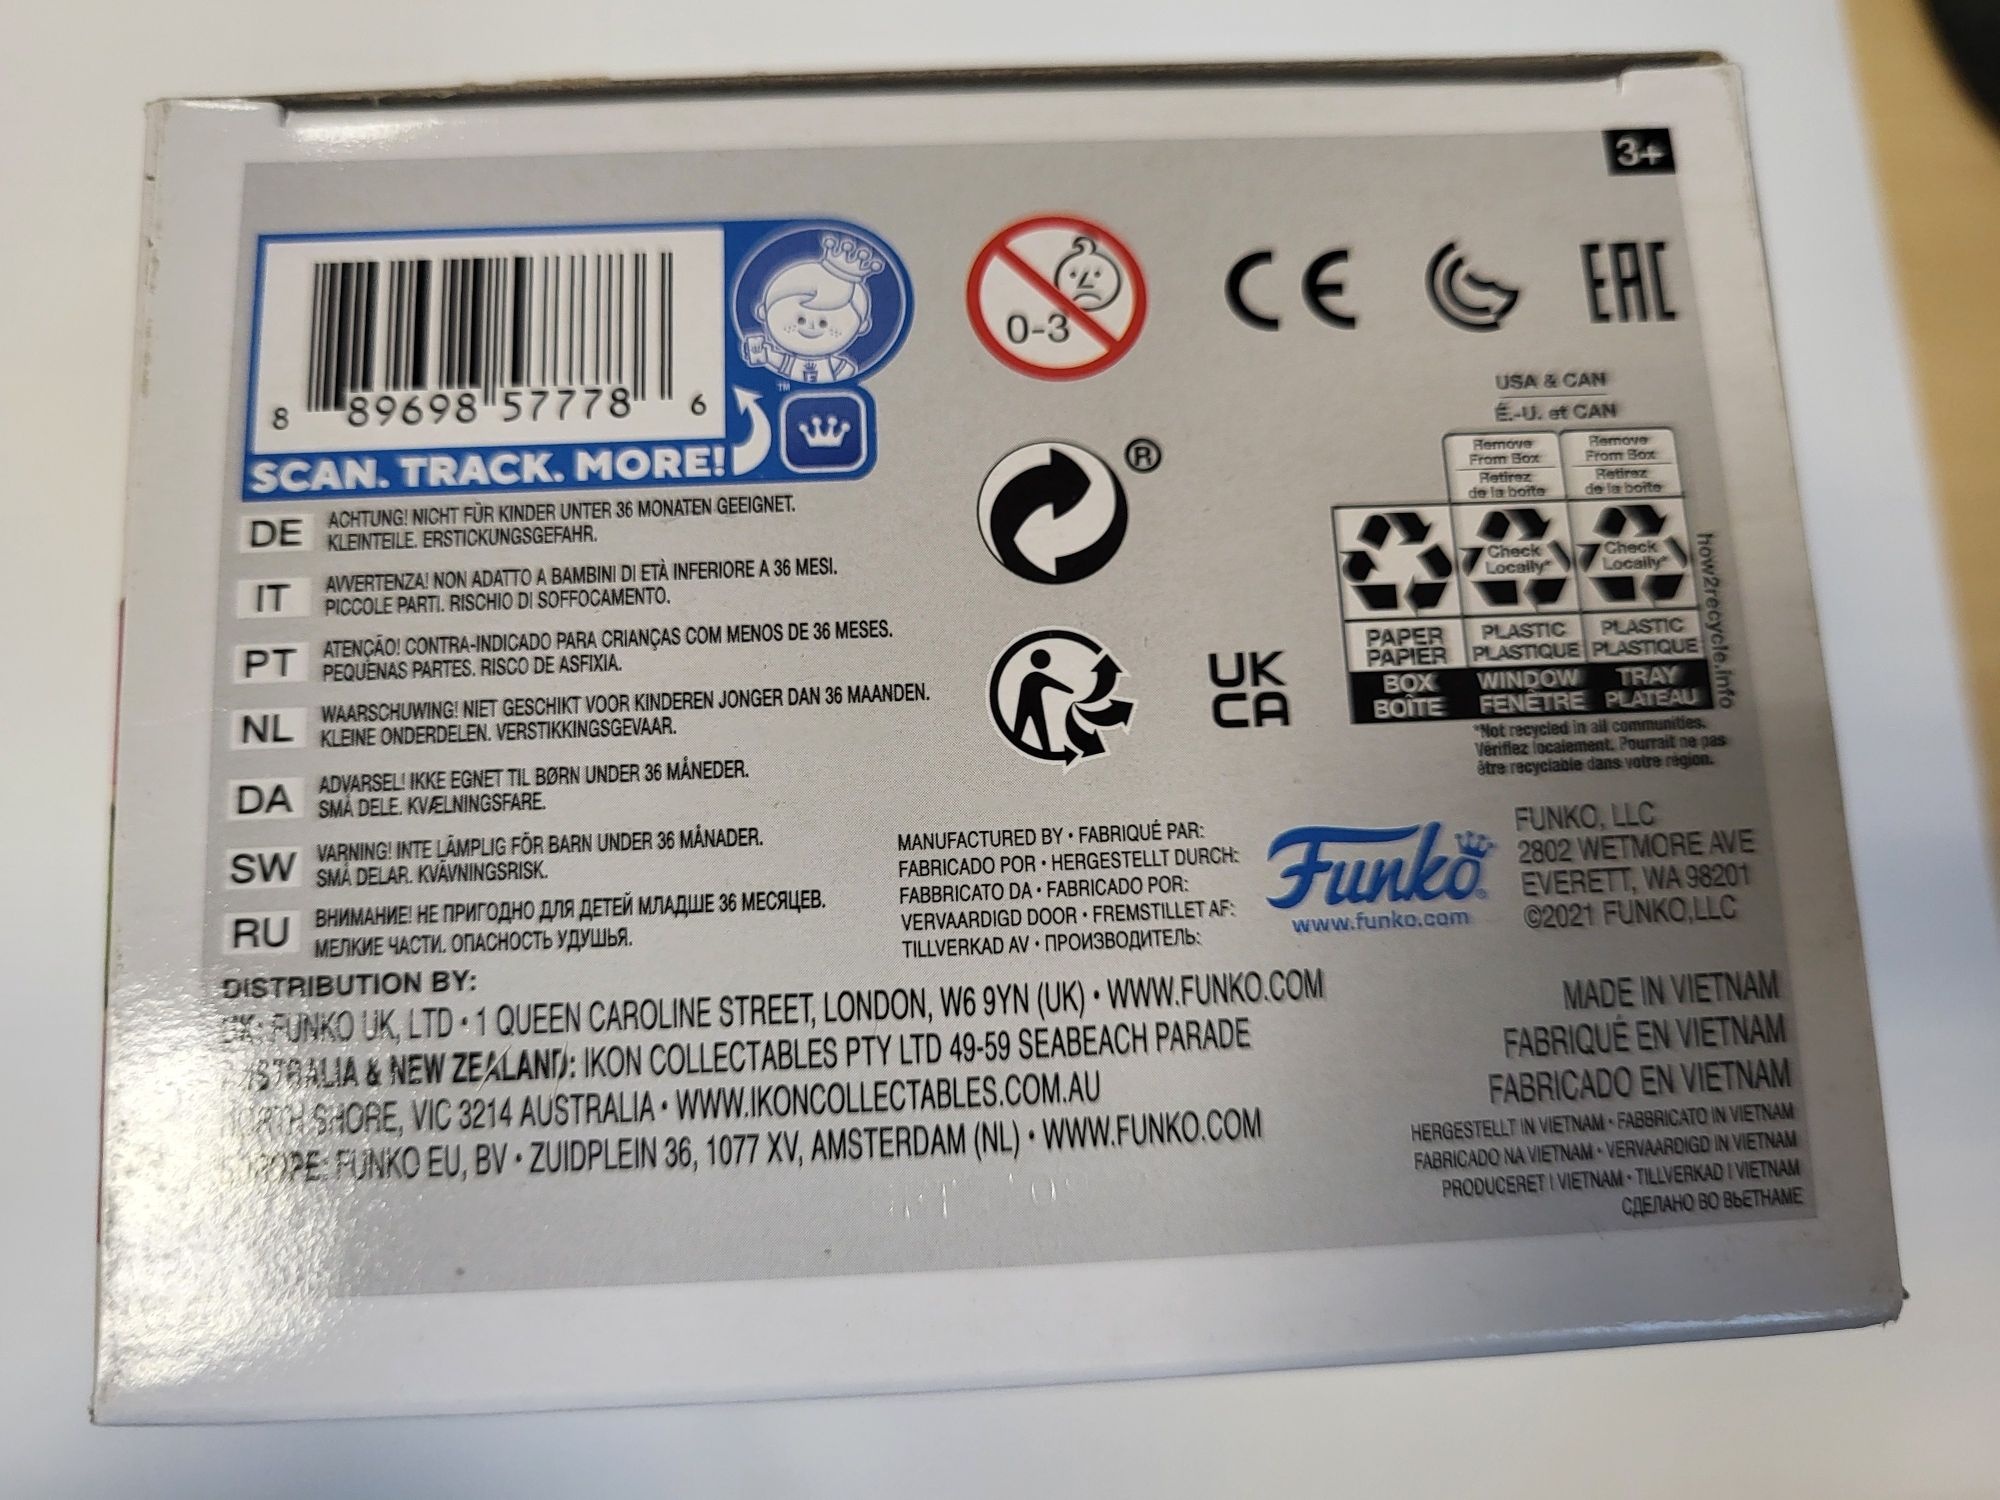 3+
8 89698 57778 6
SCAN. TRACK. MORE!
TM
0-3
CE
EAC
USA & CAN
É.-U. et CAN
Remove From Box
Retirez de la boîte
Remove From Box
Retirez de la boîte
Check Locally*
Check Locally*
PAPER PAPIER
PLASTIC PLASTIQUE
PLASTIC PLASTIQUE
BOX BOÎTE
WINDOW FENÊTRE
TRAY PLATEAU
how2recycle.info
*Not recycled in all communities.
Vérifiez localement. Pourrait ne pas
être recyclable dans votre région.
®
UK
CA
DE ACHTUNG! NICHT FÜR KINDER UNTER 36 MONATEN GEEIGNET.
KLEINTEILE. ERSTICKUNGSGEFAHR.
IT AVVERTENZA! NON ADATTO A BAMBINI DI ETÀ INFERIORE A 36 MESI.
PICCOLE PARTI. RISCHIO DI SOFFOCAMENTO.
PT ATENÇÃO! CONTRA-INDICADO PARA CRIANÇAS COM MENOS DE 36 MESES.
PEQUENAS PARTES. RISCO DE ASFIXIA.
NL WAARSCHUWING! NIET GESCHIKT VOOR KINDEREN JONGER DAN 36 MAANDEN.
KLEINE ONDERDELEN. VERSTIKKINGSGEVAAR.
DA ADVARSEL! IKKE EGNET TIL BØRN UNDER 36 MÅNEDER.
SMÅ DELE. KVÆLNINGSFARE.
SW VARNING! INTE LÄMPLIG FÖR BARN UNDER 36 MÅNADER.
SMÅ DELAR. KVÄVNINGSRISK.
RU ВНИМАНИЕ! НЕ ПРИГОДНО ДЛЯ ДЕТЕЙ МЛАДШЕ 36 МЕСЯЦЕВ.
МЕЛКИЕ ЧАСТИ. ОПАСНОСТЬ УДУШЬЯ.
MANUFACTURED BY • FABRIQUÉ PAR:
FABRICADO POR • HERGESTELLT DURCH:
FABBRICATO DA • FABRICADO POR:
VERVAARDIGD DOOR • FREMSTILLET AF:
TILLVERKAD AV • ПРОИЗВОДИТЕЛЬ:
Funko®
www.funko.com
FUNKO, LLC
2802 WETMORE AVE
EVERETT, WA 98201
©2021 FUNKO,LLC
DISTRIBUTION BY:
UK: FUNKO UK, LTD • 1 QUEEN CAROLINE STREET, LONDON, W6 9YN (UK) • WWW.FUNKO.COM
AUSTRALIA & NEW ZEALAND: IKON COLLECTABLES PTY LTD 49-59 SEABEACH PARADE
NORTH SHORE, VIC 3214 AUSTRALIA • WWW.IKONCOLLECTABLES.COM.AU
EUROPE: FUNKO EU, BV • ZUIDPLEIN 36, 1077 XV, AMSTERDAM (NL) • WWW.FUNKO.COM
MADE IN VIETNAM
FABRIQUÉ EN VIETNAM
FABRICADO EN VIETNAM
HERGESTELLT IN VIETNAM • FABBRICATO IN VIETNAM
FABRICADO NA VIETNAM • VERVAARDIGD IN VIETNAM
PRODUCERET I VIETNAM • TILLVERKAD I VIETNAM
СДЕЛАНО ВО ВЬЕТНАМЕ